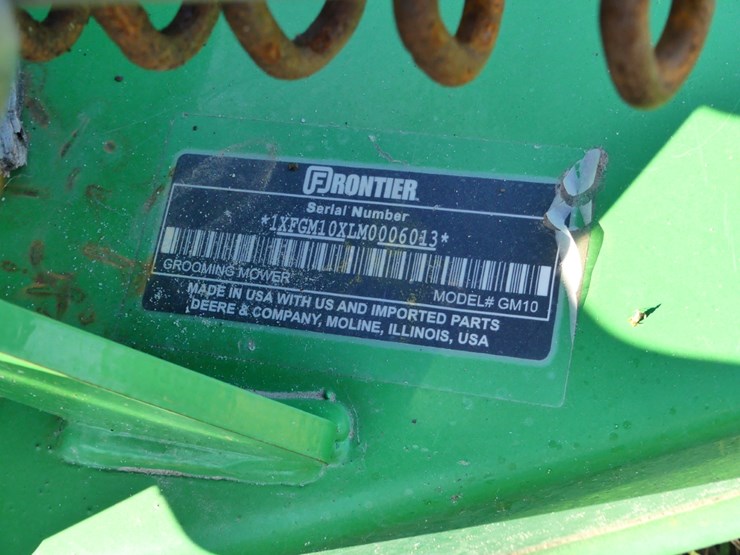 FRONTIER
Serial Number
*1XFGM10XLM0006013*
GROOMING MOWER MODEL# GM10
MADE IN USA WITH US AND IMPORTED PARTS
DEERE & COMPANY, MOLINE, ILLINOIS, USA